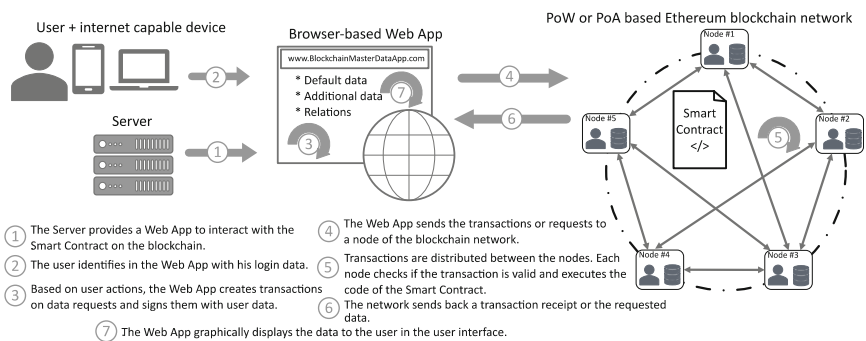 User + internet capable device
Browser-based Web App
PoW or PoA based Ethereum blockchain network
www.BlockchainMasterDataApp.com
* Default data
* Additional data
* Relations
7
3
2
Server
1
4
6
Node #1
Node #5
Smart
Contract
</>
5
Node #2
Node #4
Node #3
1 The Server provides a Web App to interact with the
Smart Contract on the blockchain.
2 The user identifies in the Web App with his login data.
3 Based on user actions, the Web App creates transactions
on data requests and signs them with user data.
4 The Web App sends the transactions or requests to
a node of the blockchain network.
5 Transactions are distributed between the nodes. Each
node checks if the transaction is valid and executes the
code of the Smart Contract.
6 The network sends back a transaction receipt or the requested
data.
7 The Web App graphically displays the data to the user in the user interface.